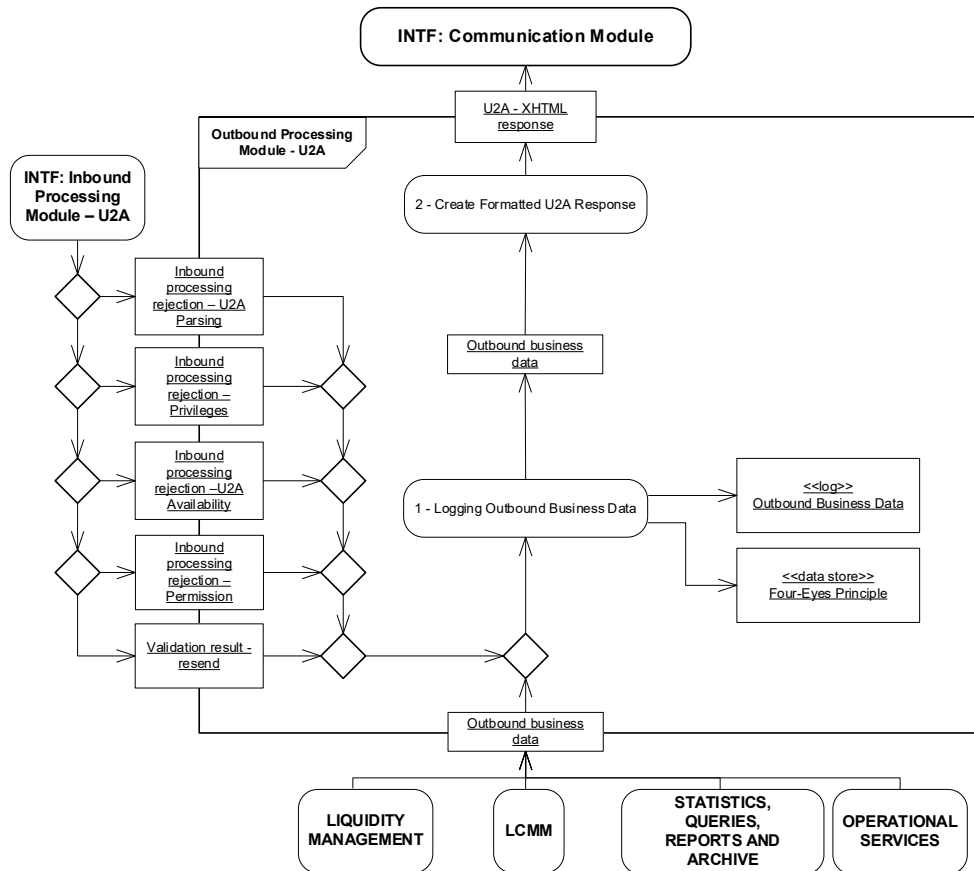 INTF: Communication Module
U2A - XHTML
response
Outbound Processing
Module - U2A
INTF: Inbound
Processing
Module – U2A
2 - Create Formatted U2A Response
Inbound
processing
rejection – U2A
Parsing
Outbound business
data
Inbound
processing
rejection –
Privileges
Inbound
processing
rejection –U2A
Availability
1 - Logging Outbound Business Data
<<log>>
Outbound Business Data
Inbound
processing
rejection –
Permission
<<data store>>
Four-Eyes Principle
Validation result -
resend
Outbound business
data
LIQUIDITY
MANAGEMENT
LCMM
STATISTICS,
QUERIES,
REPORTS AND
ARCHIVE
OPERATIONAL
SERVICES